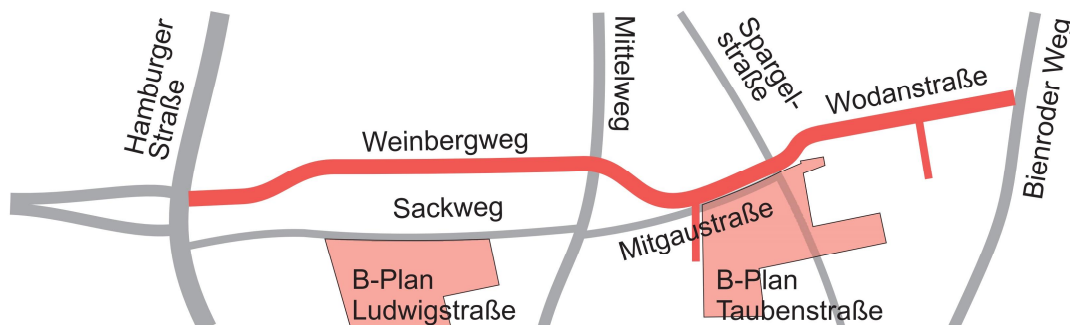 Hamburger
Straße
Weinbergweg
Sackweg
Mittelweg
Spargel-
straße
Wodanstraße
Bienroder Weg
Mitgaustraße
B-Plan
Ludwigstraße
B-Plan
Taubenstraße